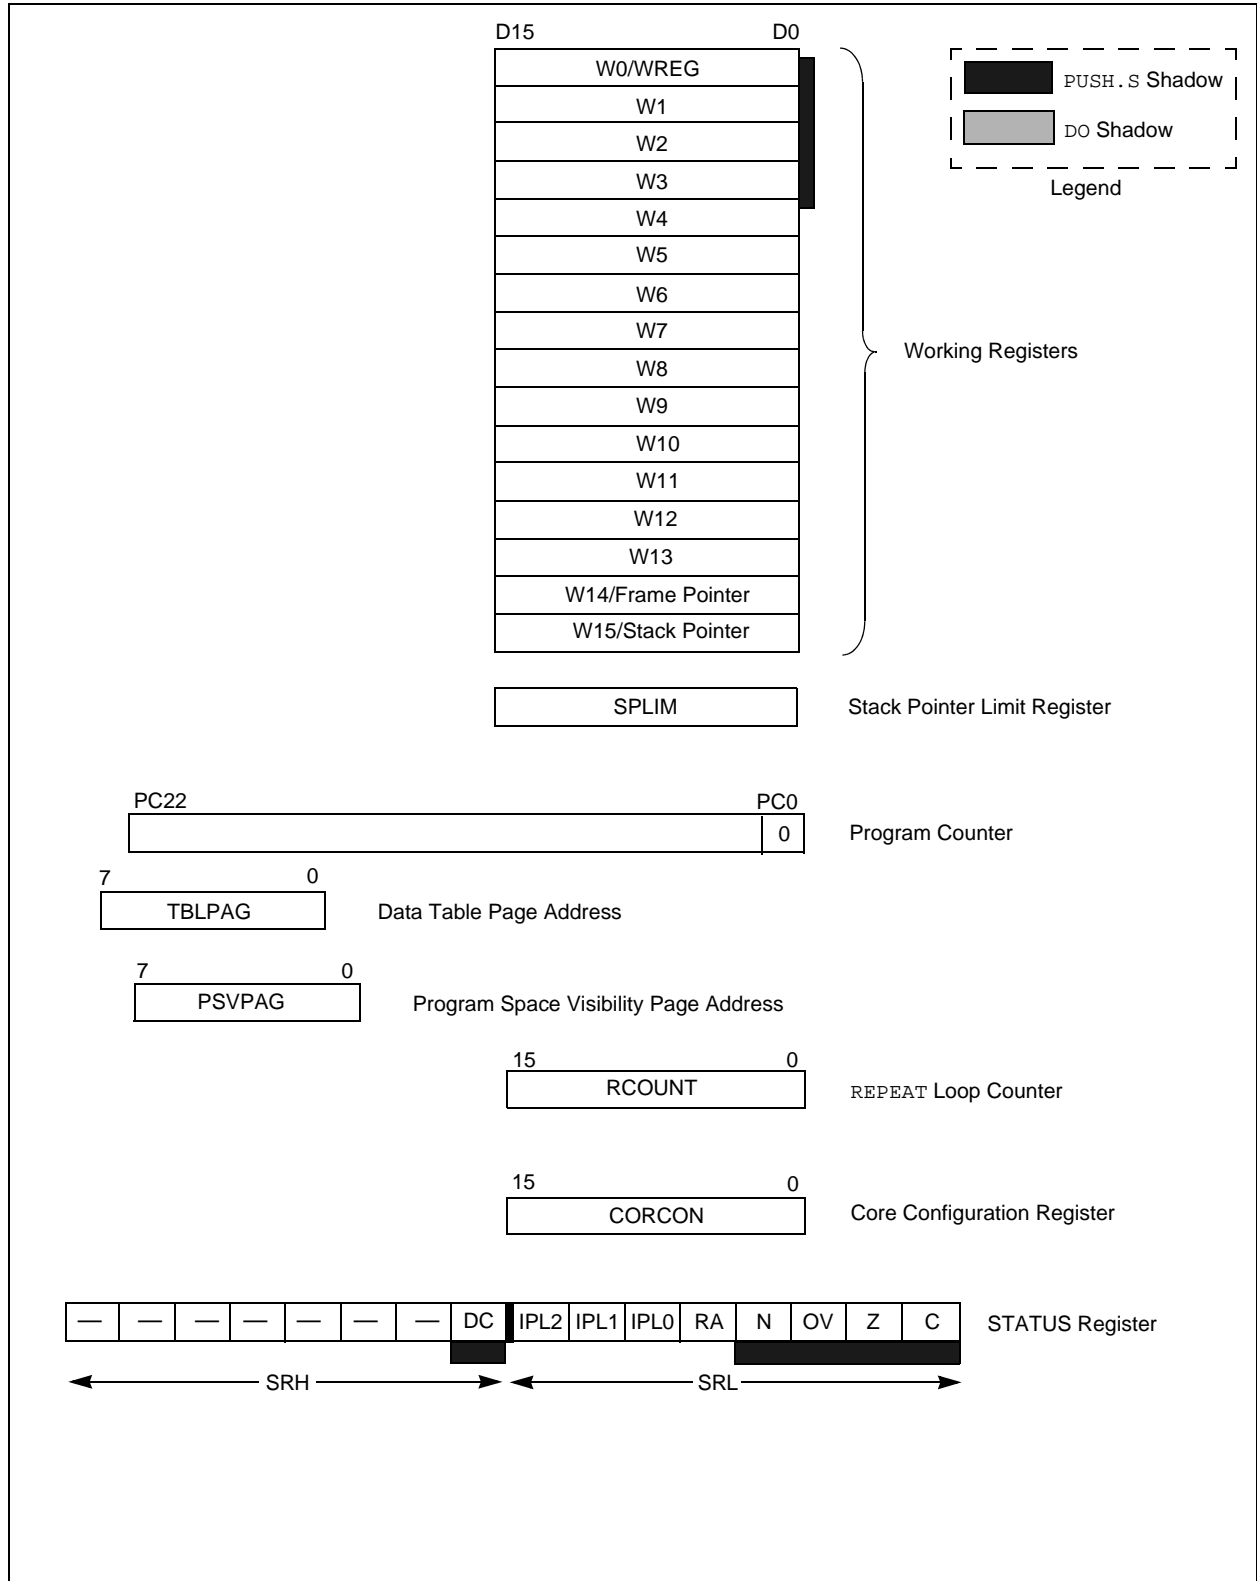 D15 D0
W0/WREG
PUSH.S Shadow
W1
DO Shadow
W2
W3
Legend
W4
W5
W6
W7
Working Registers
W8
W9
W10
W11
W12
W13
W14/Frame Pointer
W15/Stack Pointer
SPLIM Stack Pointer Limit Register
PC22 PC0
0 Program Counter
7 0
TBLPAG Data Table Page Address
7 0
PSVPAG Program Space Visibility Page Address
15 0
RCOUNT REPEAT Loop Counter
15 0
CORCON Core Configuration Register
— — — — — — — DC IPL2 IPL1 IPL0 RA N OV Z C STATUS Register
SRH SRL